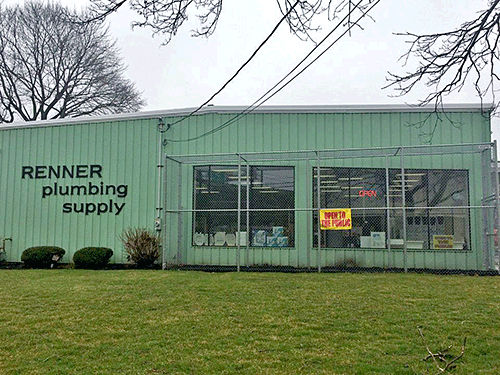 RENNER
plumbing
supply
OPEN
OPEN TO
THE PUBLIC